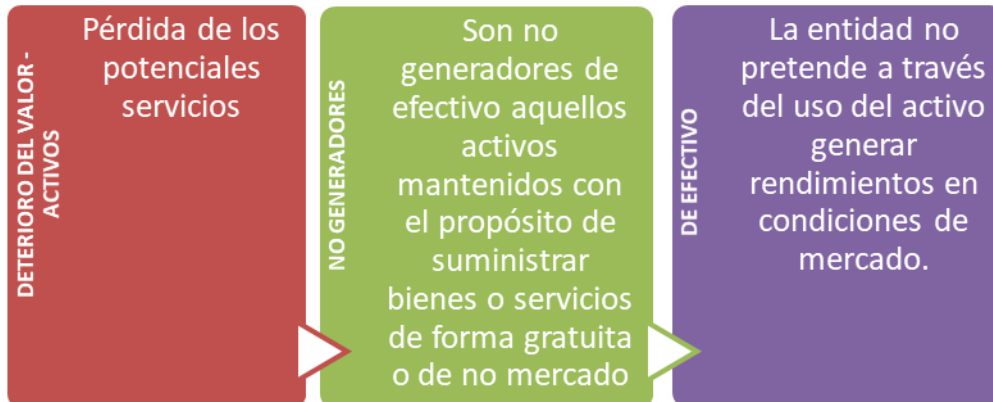 DETERIORO DEL VALOR -
ACTIVOS
Pérdida de los
potenciales
servicios
NO GENERADORES
Son no
generadores de
efectivo aquellos
activos
mantenidos con
el propósito de
suministrar
bienes o servicios
de forma gratuita
o de no mercado
DE EFECTIVO
La entidad no
pretende a través
del uso del activo
generar
rendimientos en
condiciones de
mercado.